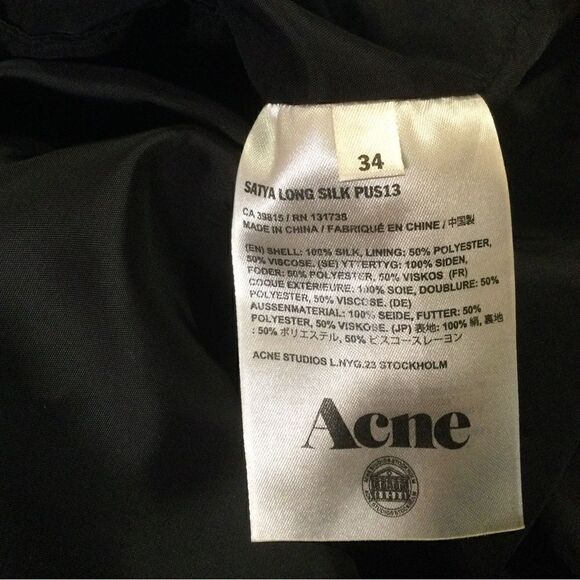 34
SATYA LONG SILK PUS13
CA 39815 / RN 131738
MADE IN CHINA / FABRIQUÉ EN CHINE / 中国製
(EN) SHELL: 100% SILK, LINING: 50% POLYESTER,
50% VISCOSE. (SE) YTTERTYG: 100% SIDEN,
FODER: 50% POLYESTER, 50% VISKOS (FR)
COQUE EXTÉRIEURE: 100% SOIE, DOUBLURE: 50%
POLYESTER, 50% VISCOSE. (DE)
AUSSENMATERIAL: 100% SEIDE, FUTTER: 50%
POLYESTER, 50% VISKOSE. (JP) 表地: 100% 絹, 裏地
: 50% ポリエステル, 50% ビスコースレーヨン
ACNE STUDIOS L.NYG.23 STOCKHOLM
Acne